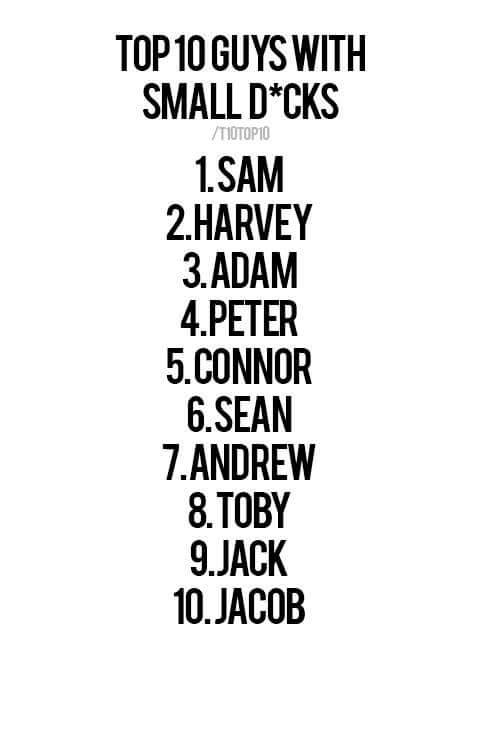 TOP 10 GUYS WITH
SMALL D*CKS
/T10TOP10
1. SAM
2.HARVEY
3. ADAM
4.PETER
5.CONNOR
6.SEAN
7.ANDREW
8.TOBY
9.JACK
10. JACOB